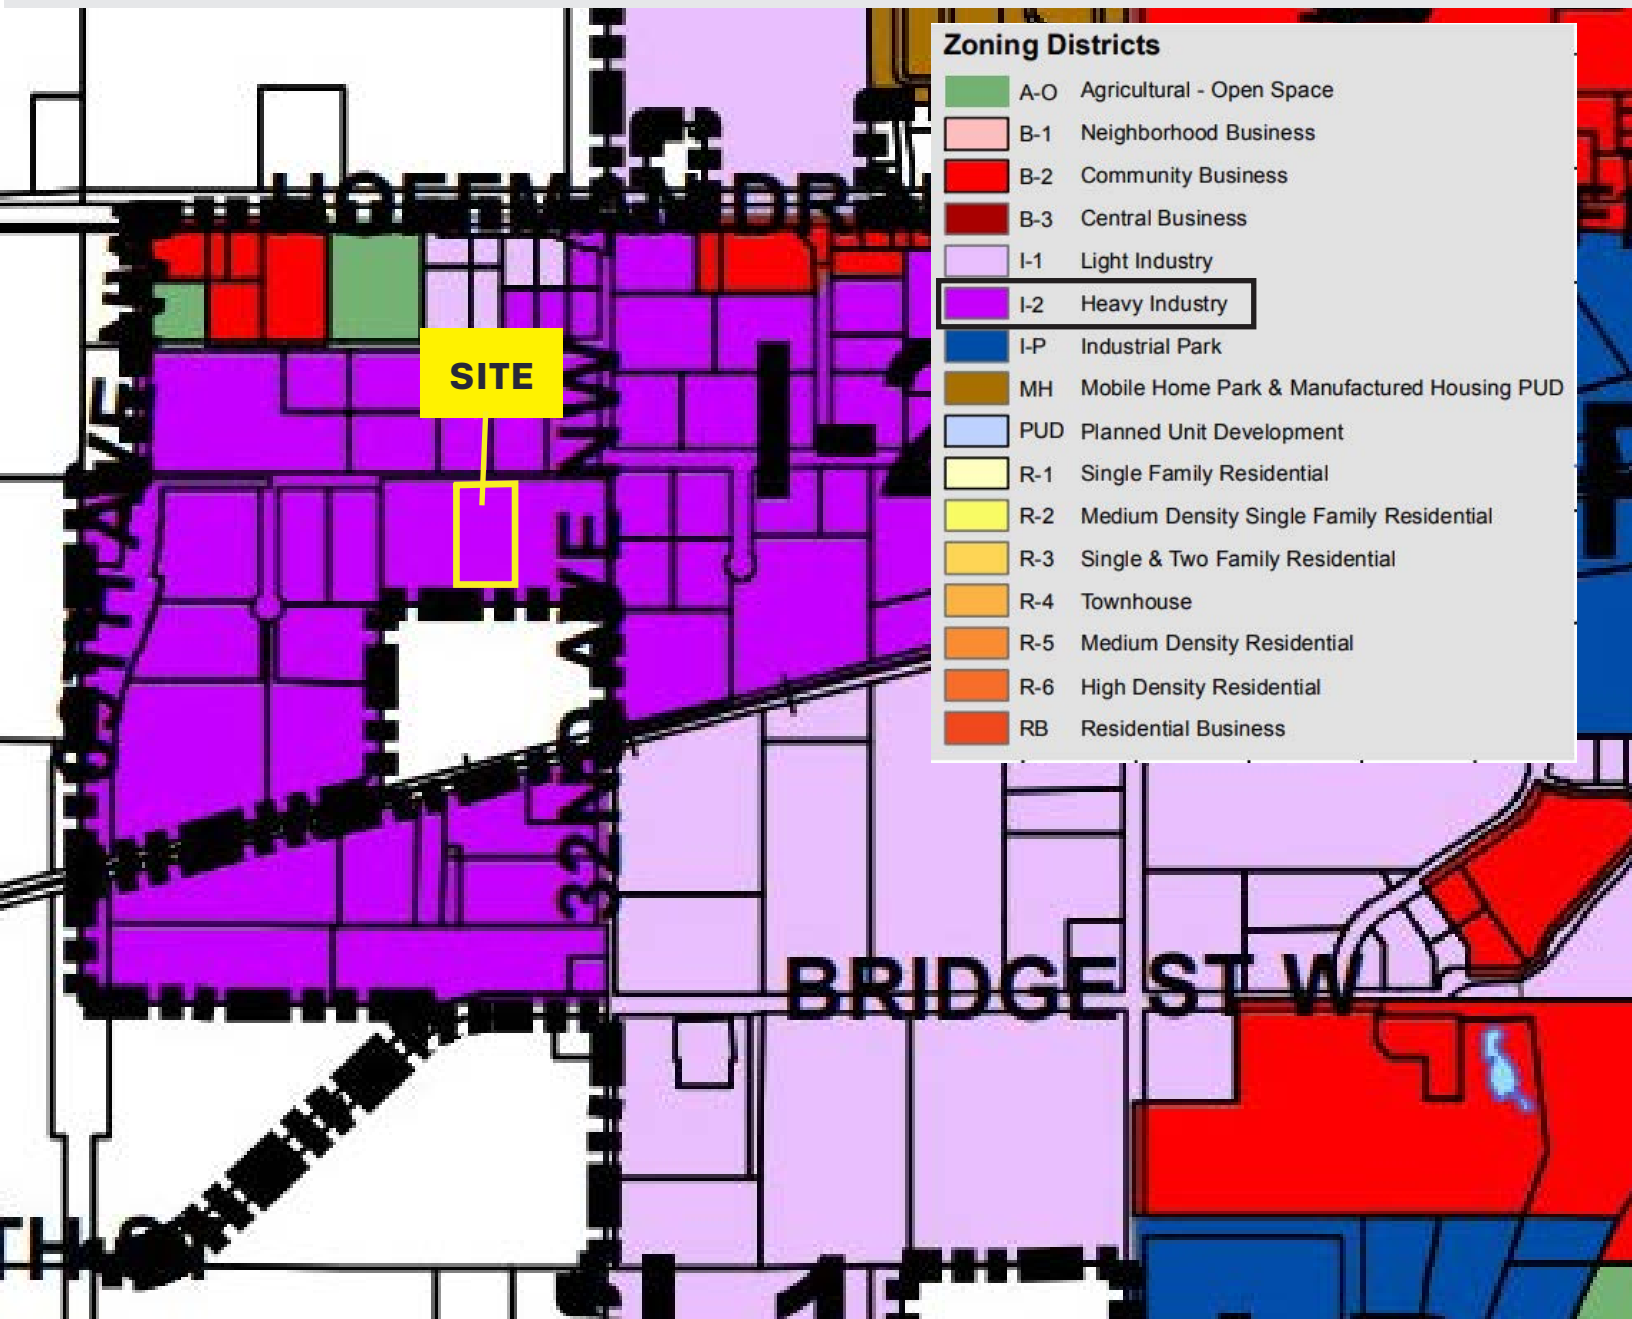 Zoning Districts
A-O Agricultural - Open Space
B-1 Neighborhood Business
B-2 Community Business
B-3 Central Business
I-1 Light Industry
I-2 Heavy Industry
I-P Industrial Park
MH Mobile Home Park & Manufactured Housing PUD
PUD Planned Unit Development
R-1 Single Family Residential
R-2 Medium Density Single Family Residential
R-3 Single & Two Family Residential
R-4 Townhouse
R-5 Medium Density Residential
R-6 High Density Residential
RB Residential Business
HOFFMAN DR
SITE
32ND AVE NW
BRIDGE ST W